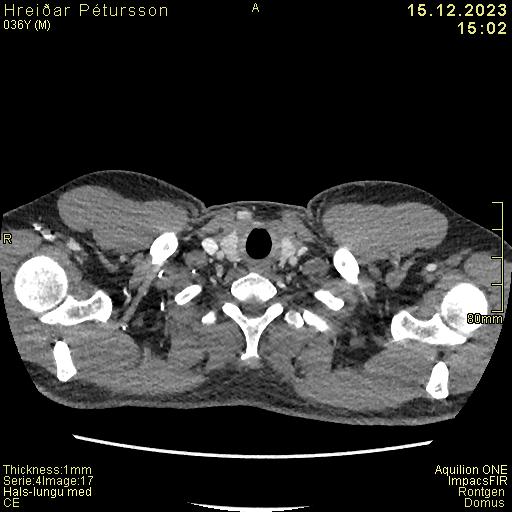 Hreiðar Pétursson
036Y (M)
A
15.12.2023
15:02
R
80mm
Thickness:1mm
Serie:4Image:17
Hals-lungu med
CE
Aquilion ONE
ImpacsFIR
Rontgen
Domus